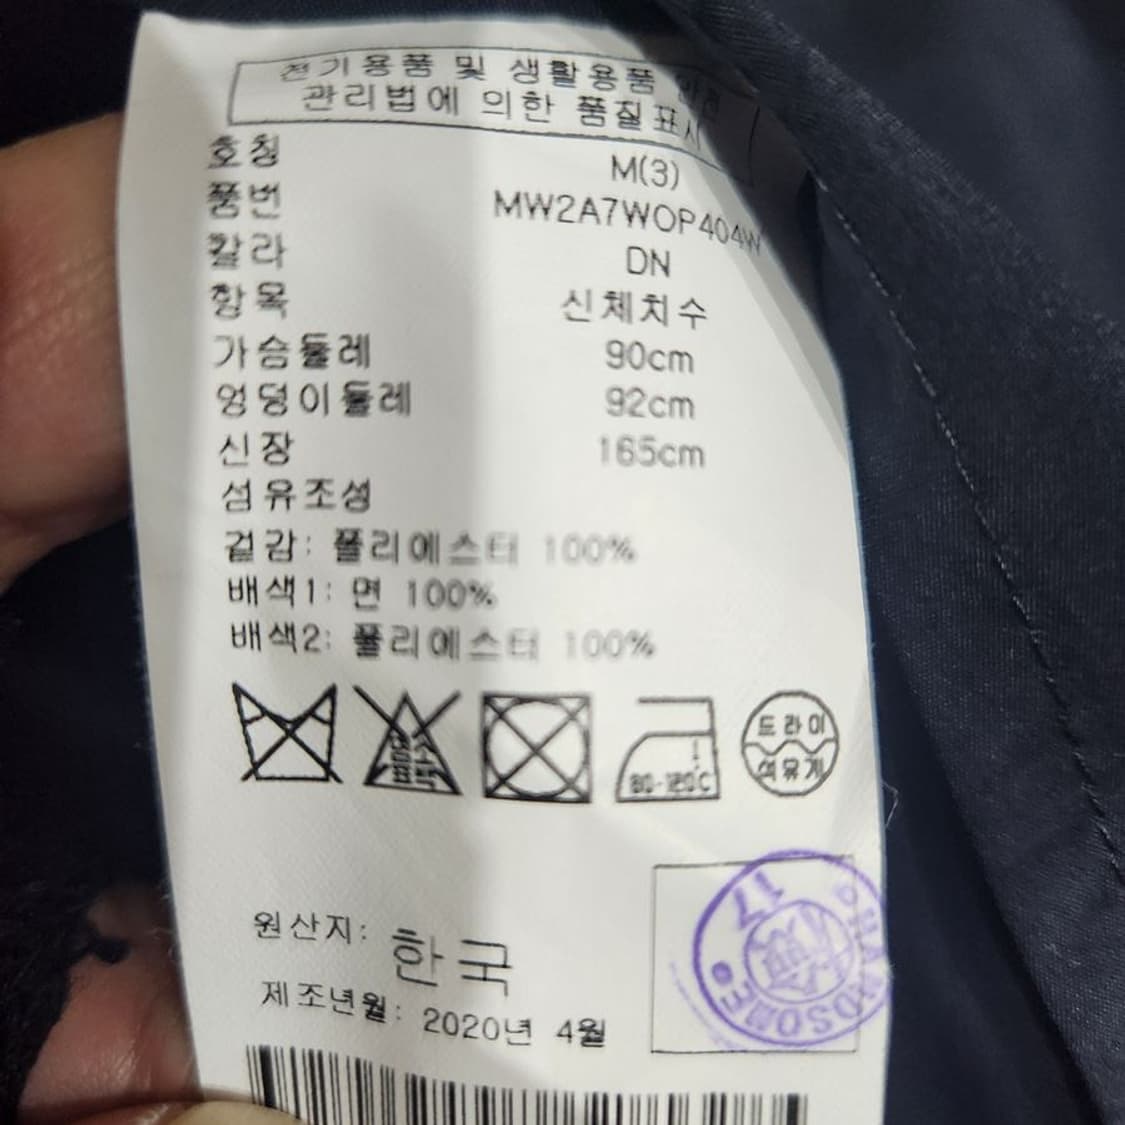 전기용품 및 생활용품 안전
관리법에 의한 품질표시
호칭 M(3)
품번 MW2A7WOP404W
칼라 DN
항목 신체치수
가슴둘레 90cm
엉덩이둘레 92cm
신장 165cm
섬유조성
겉감: 폴리에스터 100%
배색1: 면 100%
배색2: 폴리에스터 100%
80-120℃
드라이
석유계
원산지: 한국
제조년월: 2020년 4월
17